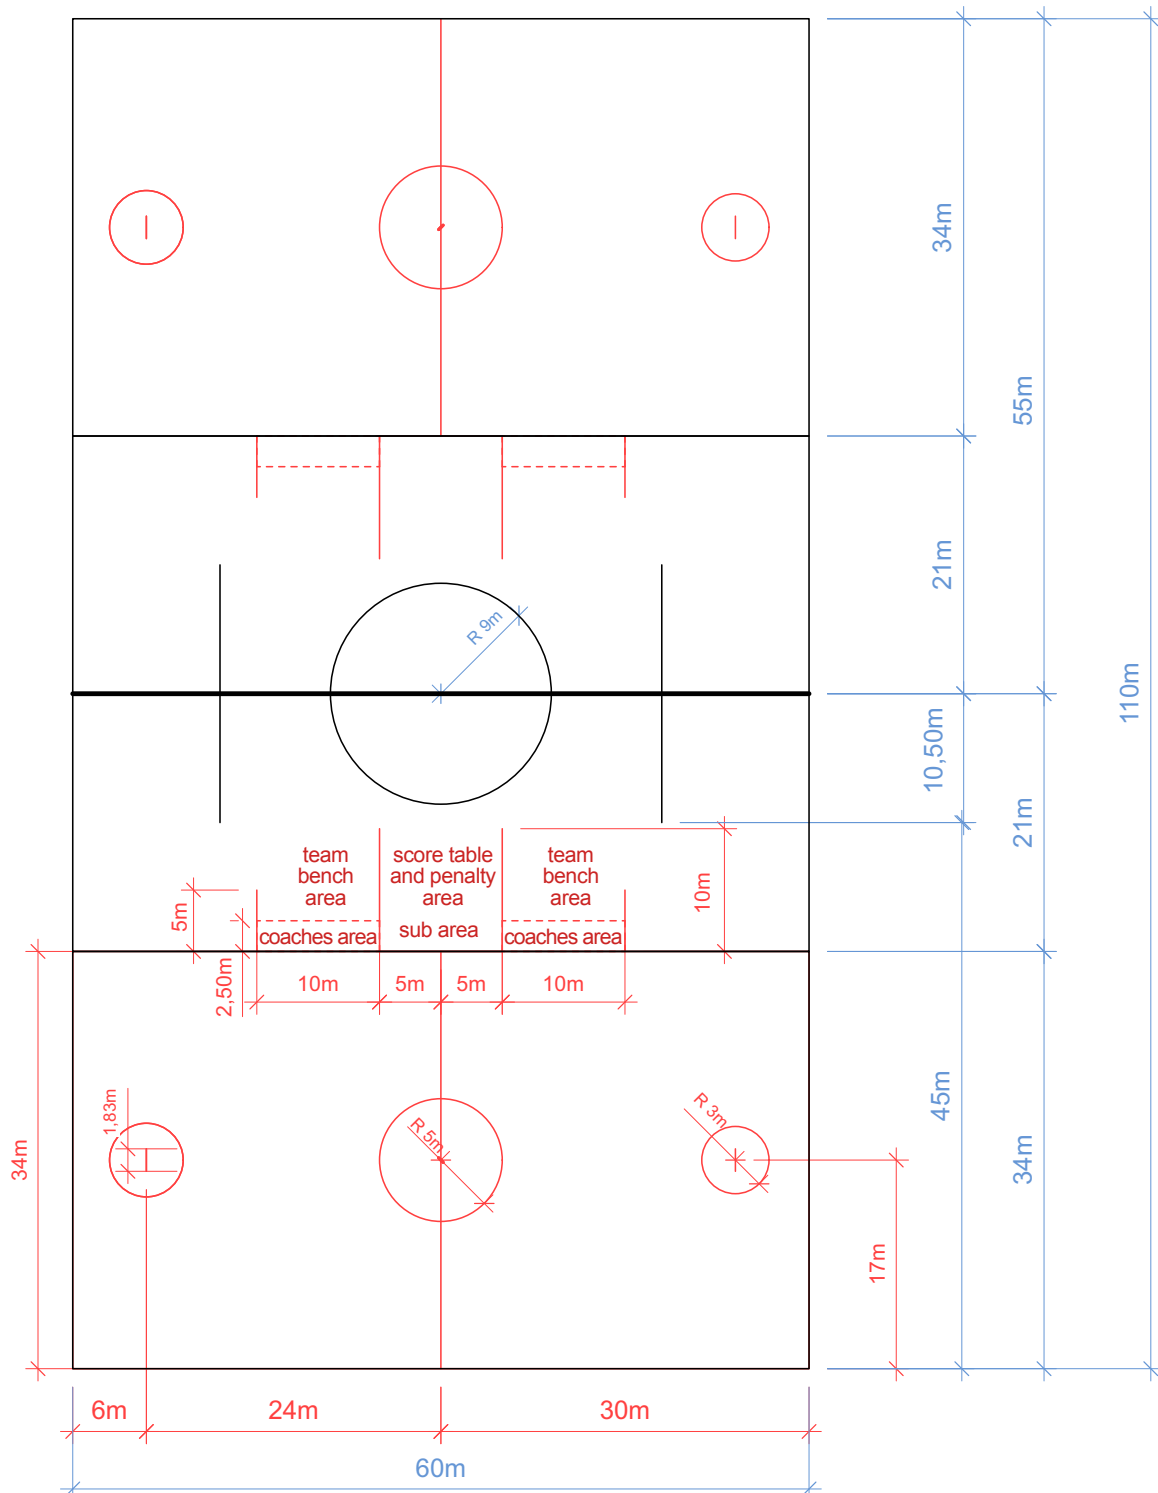 34m
55m
21m
R 9m
110m
10,50m
21m
team
bench
area
score table
and penalty
area
sub area
team
bench
area
10m
5m
coaches area
coaches area
2,50m
10m
5m
5m
10m
45m
1,83m
R 5m
R 3m
34m
34m
17m
6m
24m
30m
60m